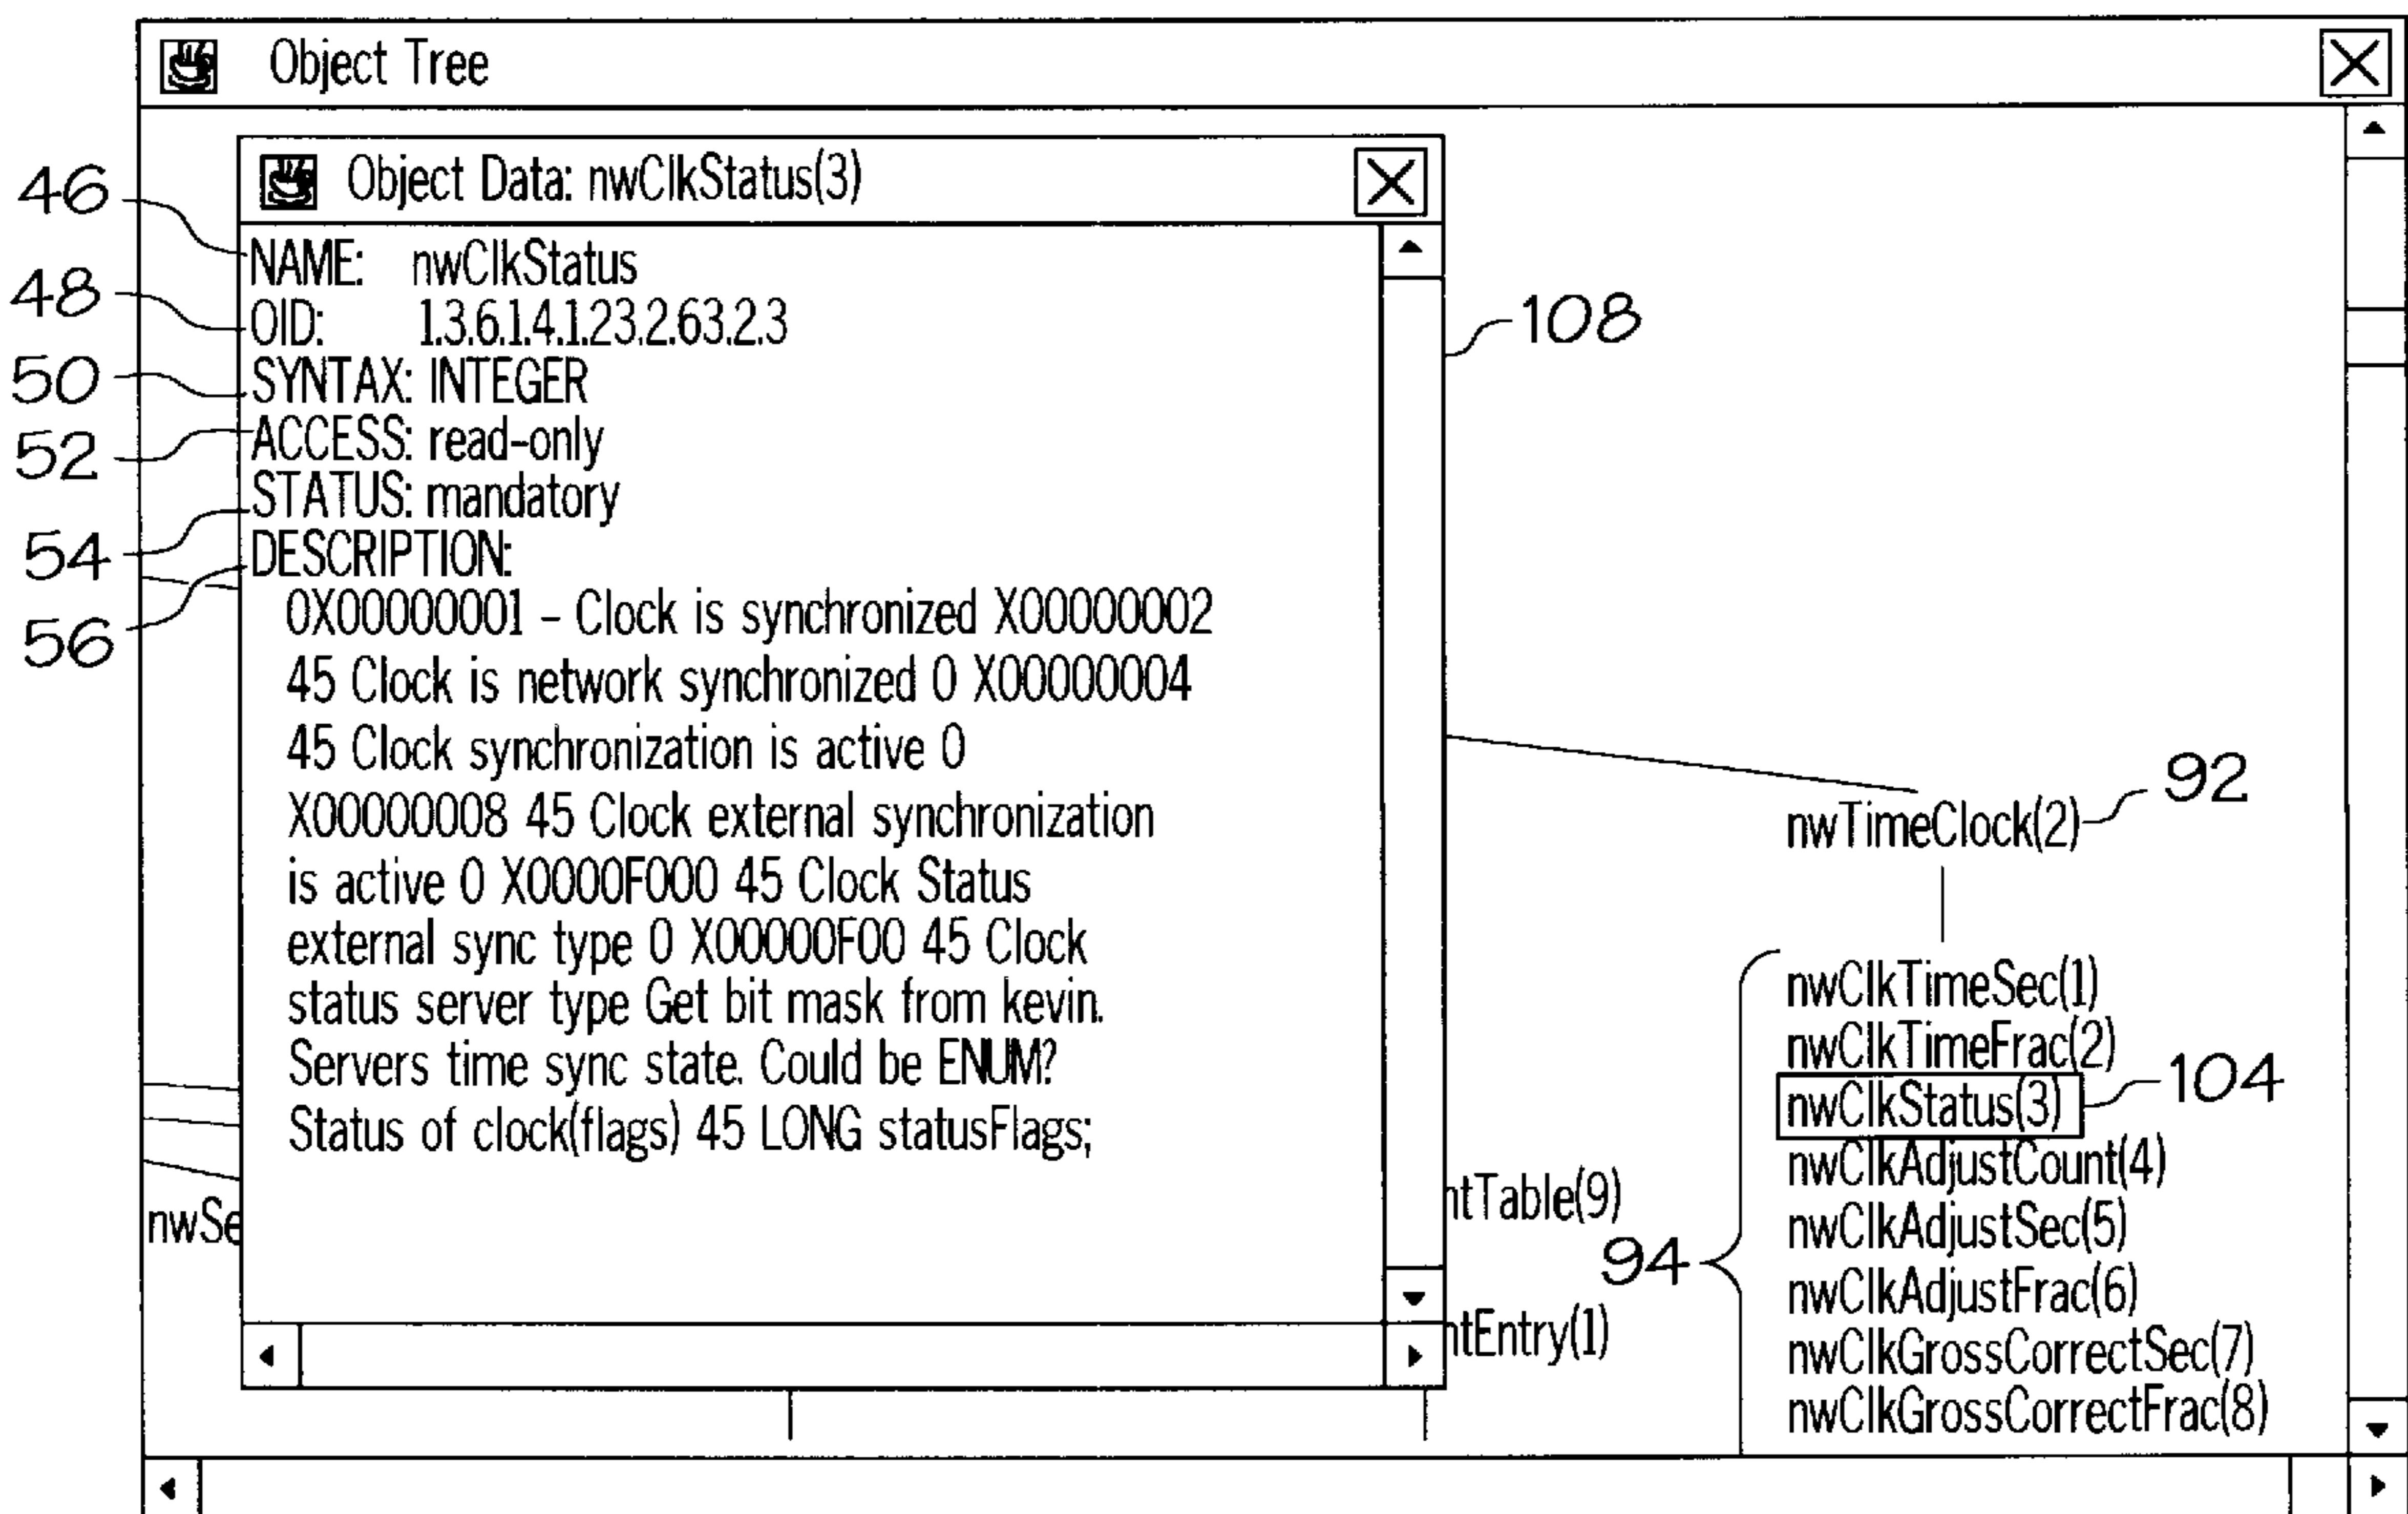 Object Tree
Object Data: nwClkStatus(3)
46
NAME: nwClkStatus
48
OID: 1.3.6.1.4.1.23.2.63.2.3
108
50
SYNTAX: INTEGER
52
ACCESS: read-only
STATUS: mandatory
54
DESCRIPTION:
56
0X00000001 – Clock is synchronized X00000002
45 Clock is network synchronized 0 X00000004
45 Clock synchronization is active 0
X00000008 45 Clock external synchronization
is active 0 X0000F000 45 Clock Status
external sync type 0 X00000F00 45 Clock
status server type Get bit mask from kevin.
Servers time sync state. Could be ENUM?
Status of clock(flags) 45 LONG statusFlags;
nwSe
ntTable(9)
ntEntry(1)
nwTimeClock(2)
92
94
nwClkTimeSec(1)
nwClkTimeFrac(2)
nwClkStatus(3)
104
nwClkAdjustCount(4)
nwClkAdjustSec(5)
nwClkAdjustFrac(6)
nwClkGrossCorrectSec(7)
nwClkGrossCorrectFrac(8)